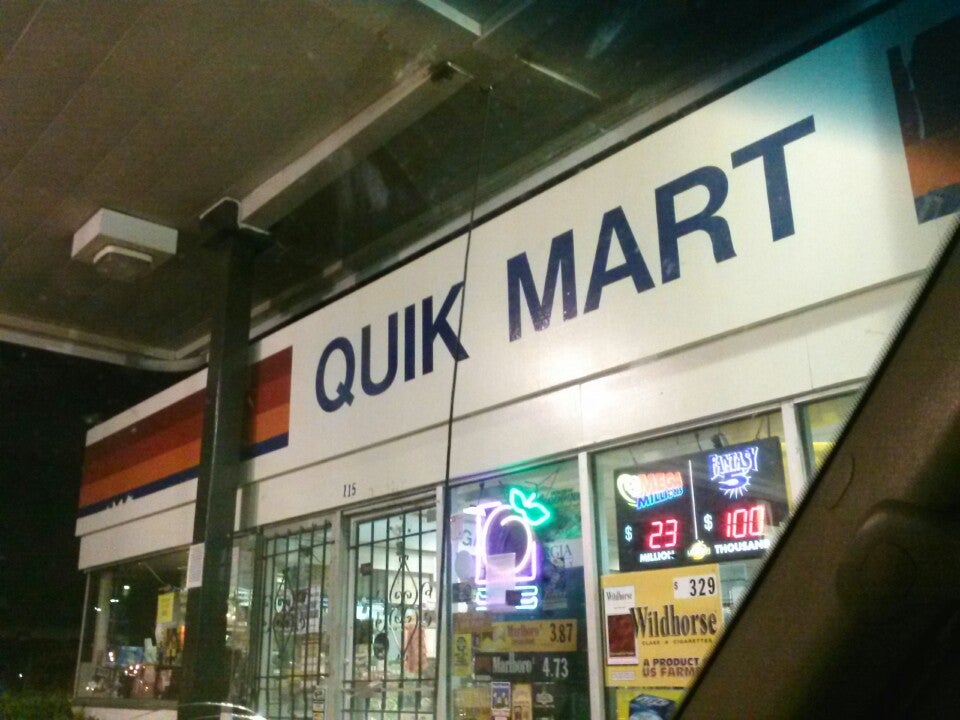 QUIK MART
115
MEGA MILLIONS
$ 23
MILLION
FANTASY 5
$ 100
THOUSAND
Wildhorse
$ 329
Wildhorse
A PRODUCT
US FARM
Marlboro 3.87
Marlboro 4.73